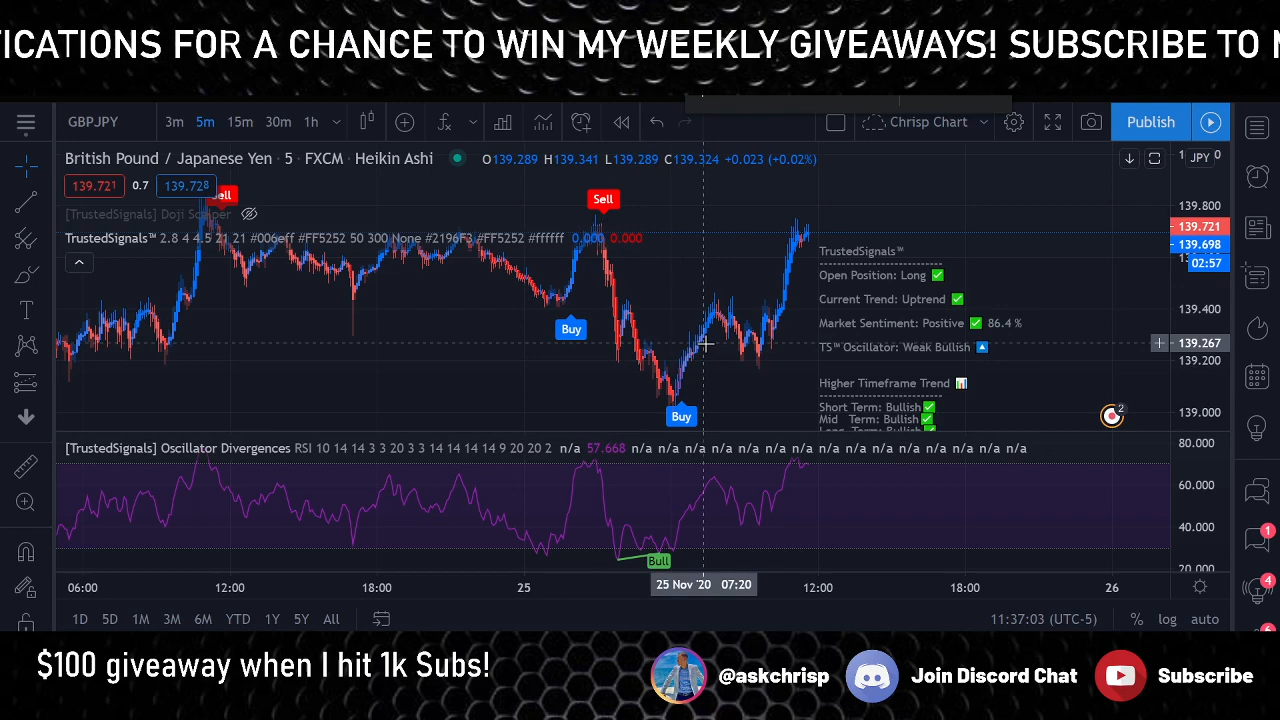 TIFICATIONS FOR A CHANCE TO WIN MY WEEKLY GIVEAWAYS! SUBSCRIBE TO
GBPJPY 3m 5m 15m 30m 1h Chrisp Chart Publish
British Pound / Japanese Yen · 5 · FXCM · Heikin Ashi O139.289 H139.341 L139.289 C139.324 +0.023 (+0.02%) JPY
139.721 0.7 139.728
Sell
Sell
[TrustedSignals] Doji Scalper
TrustedSignals™ 2.8 4 4.5 21 21 #006eff #FF5252 50 300 None #2196F3 #FF5252 #ffffff 0.000 0.000
139.800
139.721
139.698
02:57
139.400
139.267
139.200
139.000
Buy
Buy
TrustedSignals™
Open Position: Long ✅
Current Trend: Uptrend ✅
Market Sentiment: Positive ✅ 86.4 %
TS™ Oscillator: Weak Bullish
Higher Timeframe Trend 📊
Short Term: Bullish ✅
Mid Term: Bullish ✅
2
[TrustedSignals] Oscillator Divergences RSI 10 14 14 3 3 20 3 3 14 14 14 14 9 20 20 2 n/a 57.668 n/a n/a n/a n/a n/a n/a n/a n/a n/a n/a n/a n/a n/a n/a n/a
80.000
60.000
40.000
20.000
Bull
06:00 12:00 18:00 25 25 Nov '20 07:20 12:00 18:00 26
1D 5D 1M 3M 6M YTD 1Y 5Y All 11:37:03 (UTC-5) % log auto
1
4
$100 giveaway when I hit 1k Subs!
@askchrisp Join Discord Chat Subscribe